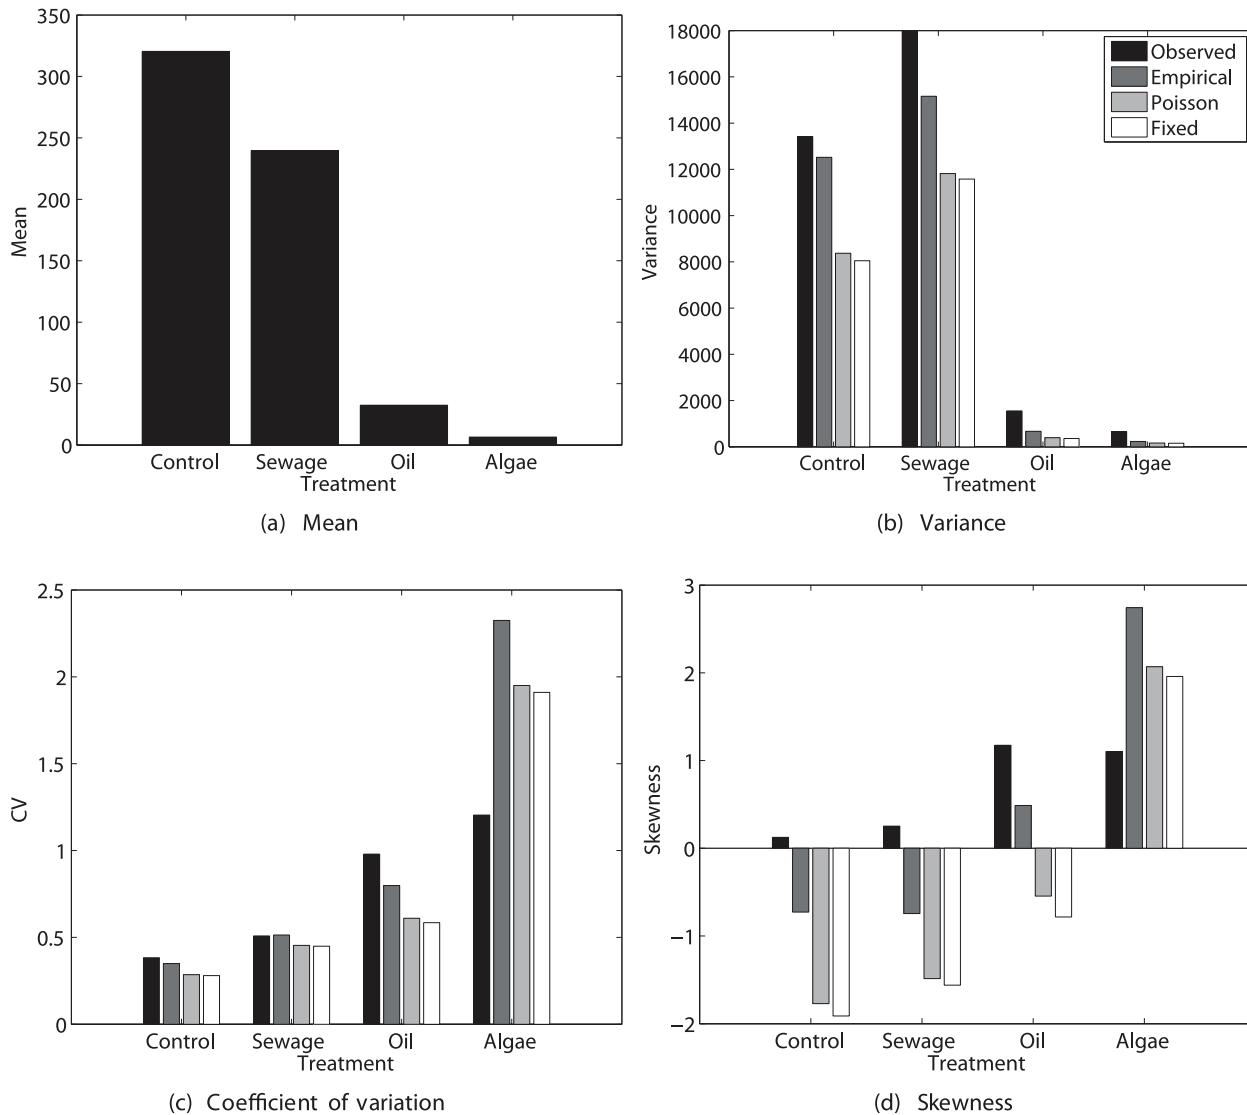 350
300
250
200
150
100
50
0
Mean
Control Sewage Oil Algae
Treatment
(a) Mean
18000
16000
14000
12000
10000
8000
6000
4000
2000
0
Variance
Observed
Empirical
Poisson
Fixed
Control Sewage Oil Algae
Treatment
(b) Variance
2.5
2
1.5
1
0.5
0
CV
Control Sewage Oil Algae
Treatment
(c) Coefficient of variation
3
2
1
0
−1
−2
Skewness
Control Sewage Oil Algae
Treatment
(d) Skewness